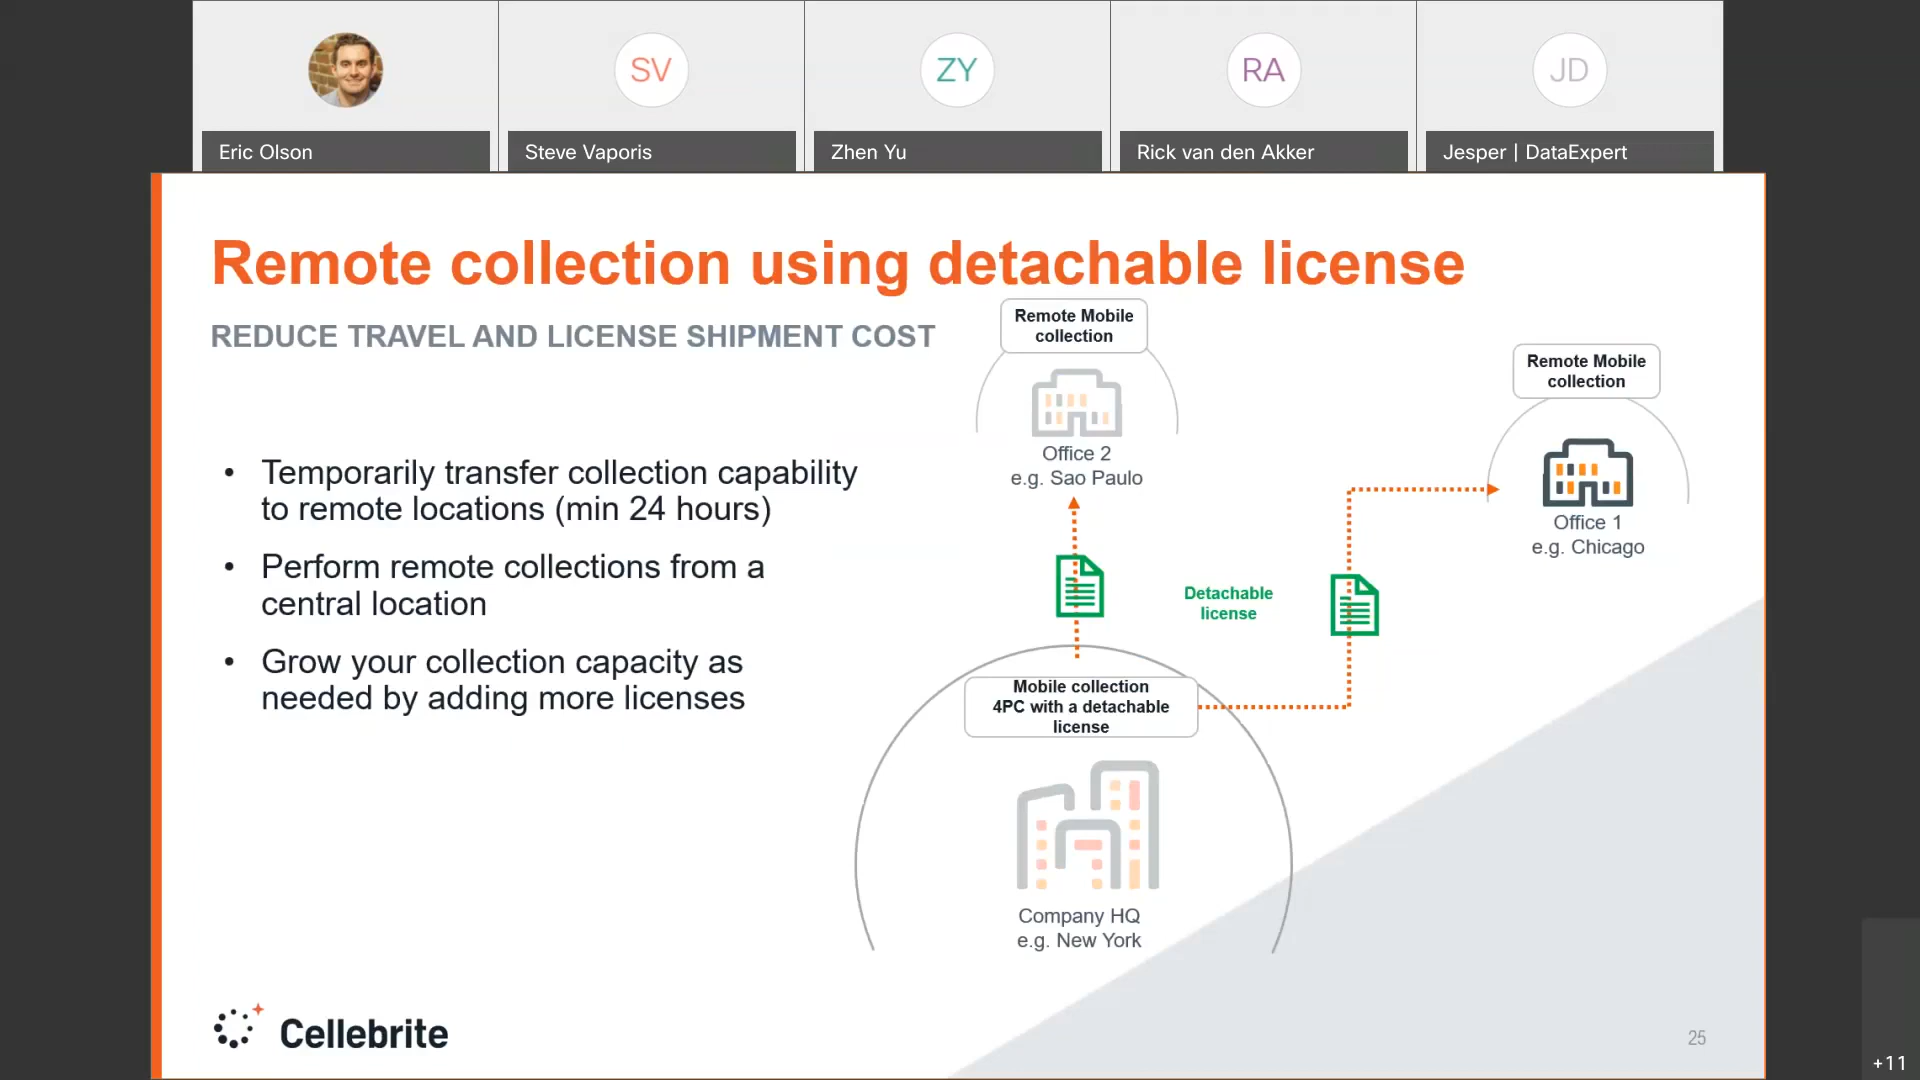 SV
ZY
RA
JD
Eric Olson
Steve Vaporis
Zhen Yu
Rick van den Akker
Jesper | DataExpert
Remote collection using detachable license
REDUCE TRAVEL AND LICENSE SHIPMENT COST
• Temporarily transfer collection capability
to remote locations (min 24 hours)
• Perform remote collections from a
central location
• Grow your collection capacity as
needed by adding more licenses
Remote Mobile
collection
Office 2
e.g. Sao Paulo
Remote Mobile
collection
Office 1
e.g. Chicago
Detachable
license
Mobile collection
4PC with a detachable
license
Company HQ
e.g. New York
Cellebrite
25
+11